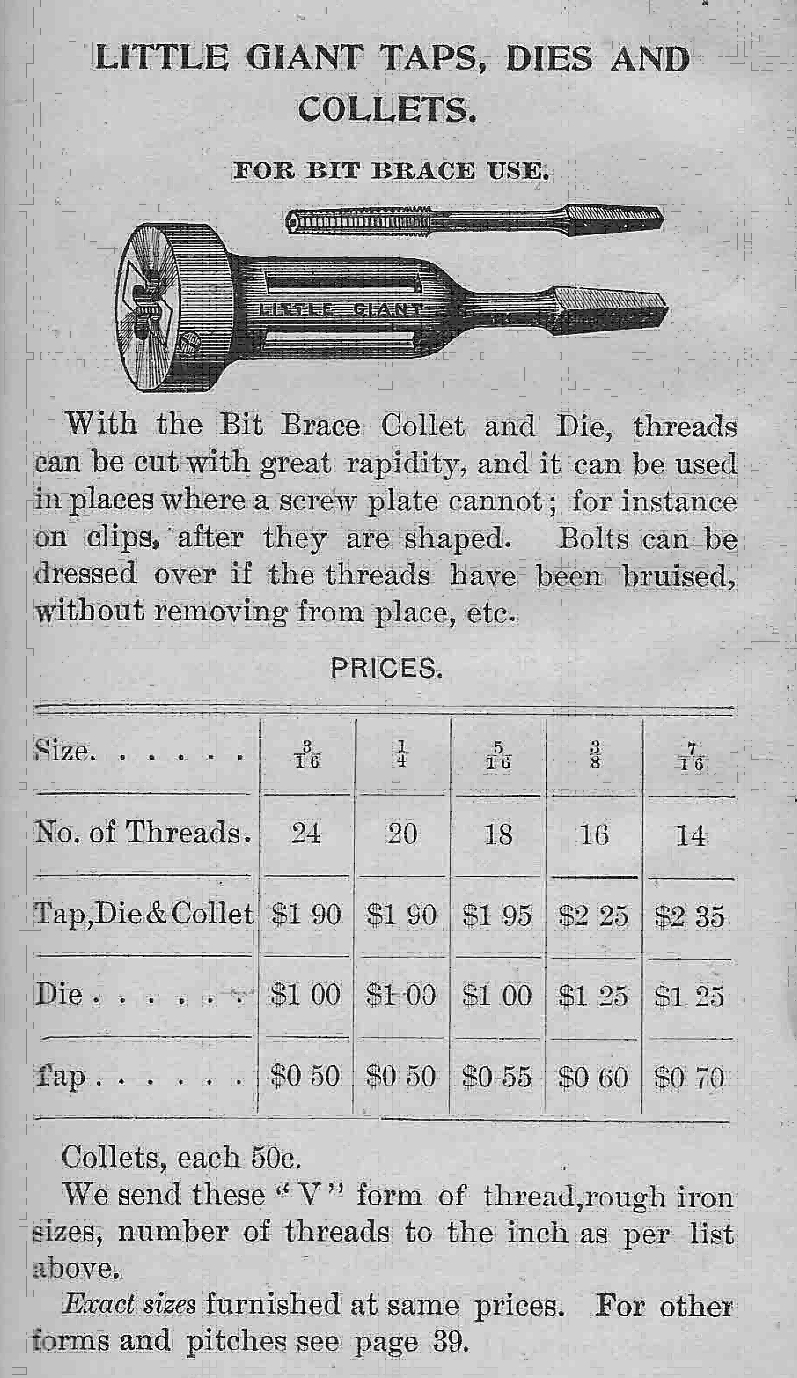 LITTLE GIANT TAPS, DIES AND
COLLETS.
FOR BIT BRACE USE.
LITTLE GIANT
With the Bit Brace Collet and Die, threads
can be cut with great rapidity, and it can be used
in places where a screw plate cannot; for instance
on clips, after they are shaped. Bolts can be
dressed over if the threads have been bruised,
without removing from place, etc.
PRICES.
Size. . . . . . . 3/16 1/4 5/16 3/8 7/16
No. of Threads. 24 20 18 16 14
Tap, Die & Collet $1 90 $1 90 $1 95 $2 25 $2 35
Die . . . . . . . $1 00 $1 00 $1 00 $1 25 $1 25
Tap . . . . . . . $0 50 $0 50 $0 55 $0 60 $0 70
Collets, each 50c.
We send these "V" form of thread, rough iron
sizes, number of threads to the inch as per list
above.
Exact sizes furnished at same prices. For other
forms and pitches see page 39.